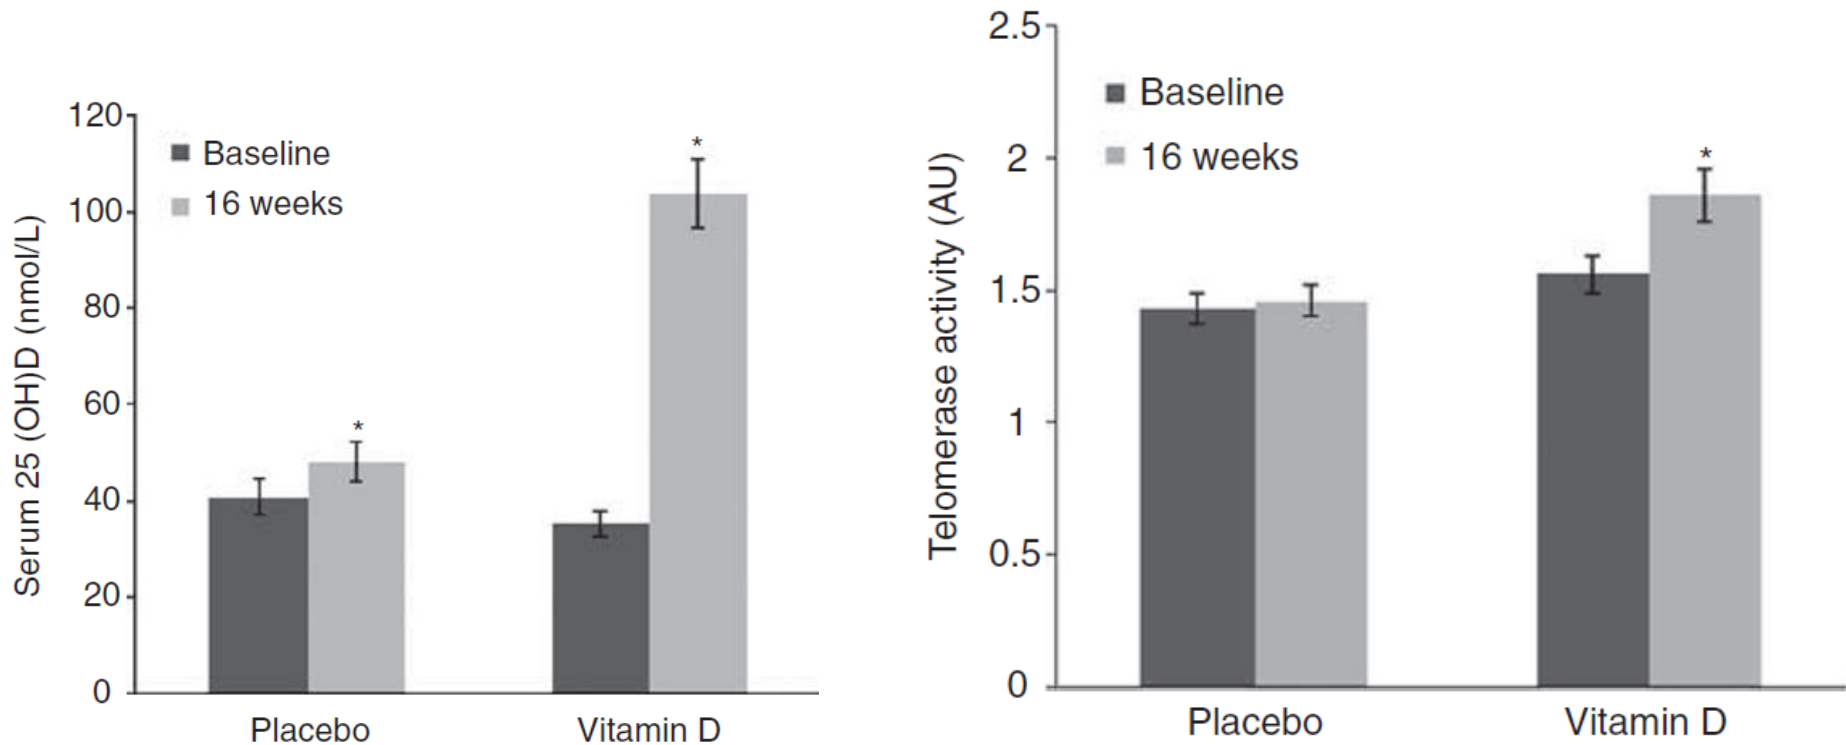 120
100
80
60
40
20
0
Serum 25 (OH)D (nmol/L)
Baseline
16 weeks
*
*
Placebo
Vitamin D
2.5
2
1.5
1
0.5
0
Telomerase activity (AU)
Baseline
16 weeks
*
Placebo
Vitamin D